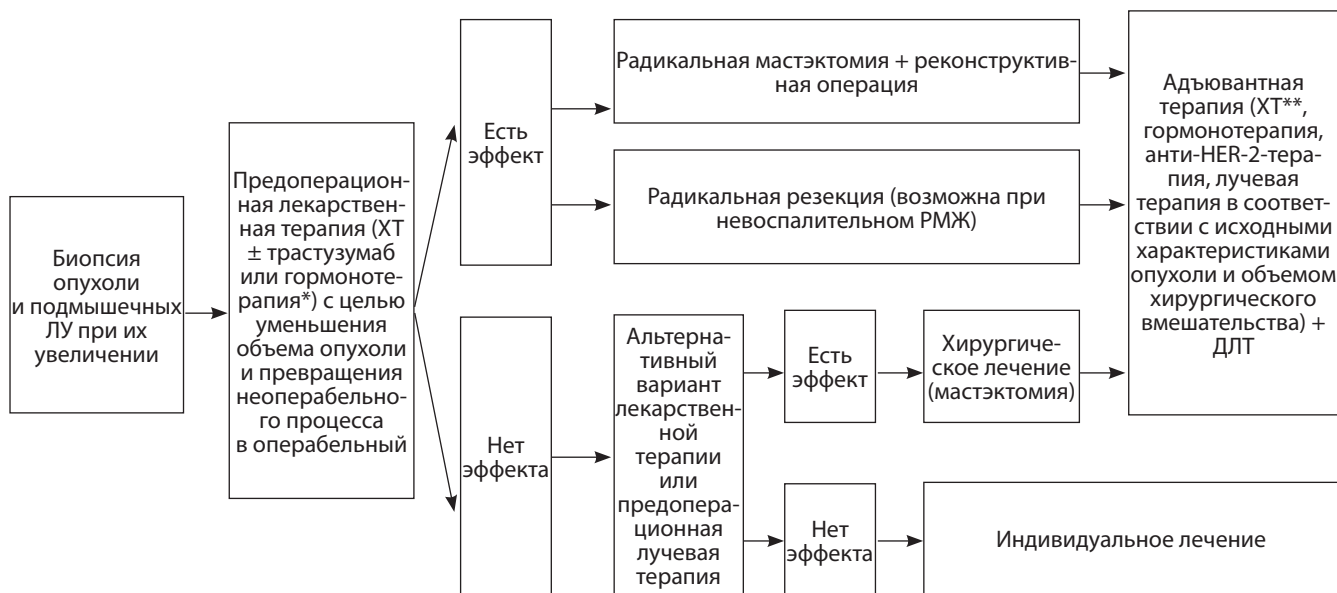 Биопсия
опухоли
и подмышечных
ЛУ при их
увеличении
Предоперацион-
ная лекарствен-
ная терапия (ХТ
± трастузумаб
или гормоноте-
рапия*) с целью
уменьшения
объема опухоли
и превращения
неоперабельно-
го процесса
в операбельный
Есть
эффект
Радикальная мастэктомия + реконструктив-
ная операция
Радикальная резекция (возможна при
невоспалительном РМЖ)
Нет
эффекта
Альтерна-
тивный
вариант
лекарствен-
ной
терапии
или
предопера-
ционная
лучевая
терапия
Есть
эффект
Хирургиче-
ское лечение
(мастэктомия)
Нет
эффекта
Индивидуальное лечение
Адъювантная
терапия (ХТ**,
гормонотерапия,
анти-HER-2-тера-
пия, лучевая
терапия в соответ-
ствии с исходными
характеристиками
опухоли и объемом
хирургического
вмешательства) +
ДЛТ